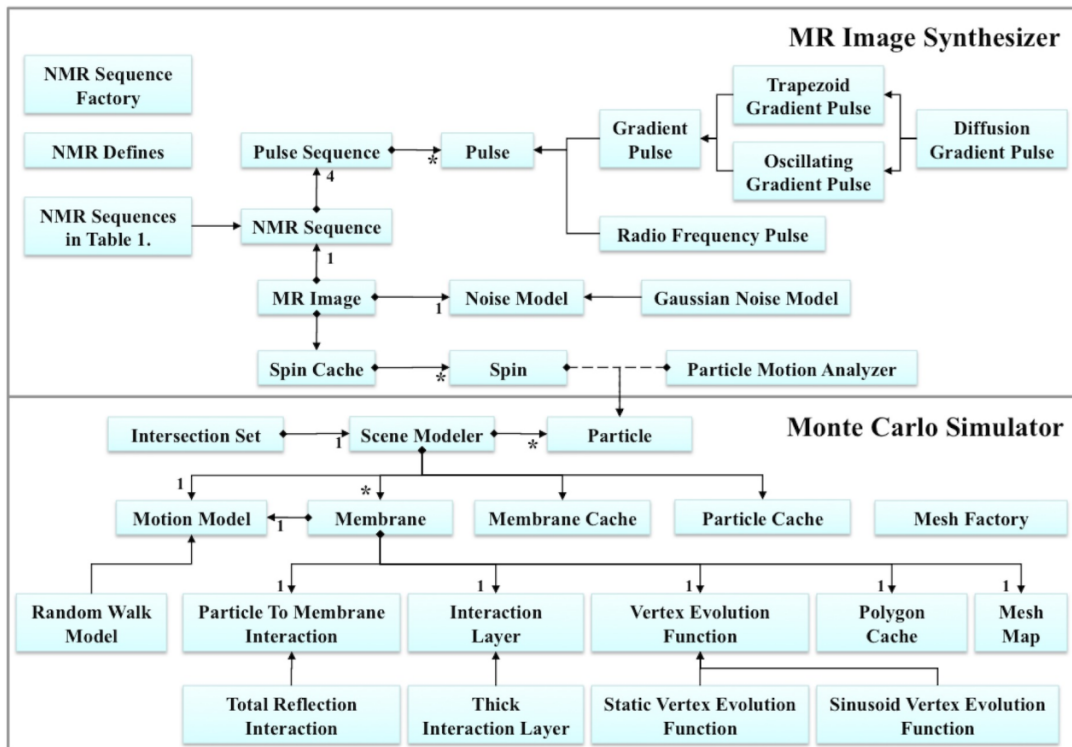 MR Image Synthesizer
NMR Sequence
Factory
NMR Defines
NMR Sequences
in Table 1.
Pulse Sequence
*
Pulse
4
NMR Sequence
1
Gradient
Pulse
Trapezoid
Gradient Pulse
Oscillating
Gradient Pulse
Diffusion
Gradient Pulse
Radio Frequency Pulse
MR Image
1
Noise Model
Gaussian Noise Model
Spin Cache
*
Spin
Particle Motion Analyzer
Monte Carlo Simulator
Intersection Set
1
Scene Modeler
*
Particle
1
*
Motion Model
1
Membrane
Membrane Cache
Particle Cache
Mesh Factory
1
1
1
1
1
Random Walk
Model
Particle To Membrane
Interaction
Interaction
Layer
Vertex Evolution
Function
Polygon
Cache
Mesh
Map
Total Reflection
Interaction
Thick
Interaction Layer
Static Vertex Evolution
Function
Sinusoid Vertex Evolution
Function